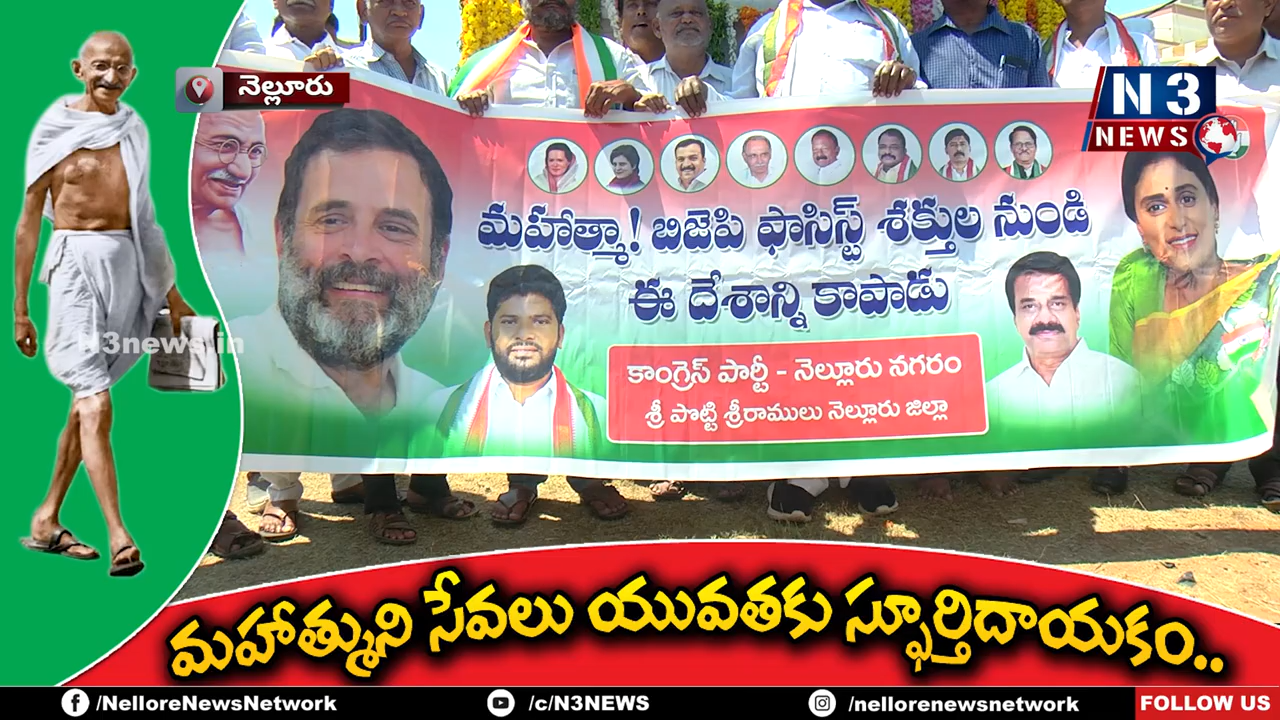 నెల్లూరు
N3
NEWS
మహాత్మా! బిజెపి ఫాసిస్ట్ శక్తుల నుండి
ఈ దేశాన్ని కాపాడు
కాంగ్రెస్ పార్టీ - నెల్లూరు నగరం
శ్రీ పొట్టి శ్రీరాములు నెల్లూరు జిల్లా
N3news.in
మహాత్ముని సేవలు యువతకు స్ఫూర్తిదాయకం..
/NelloreNewsNetwork
/c/N3NEWS
/nellorenewsnetwork
FOLLOW US